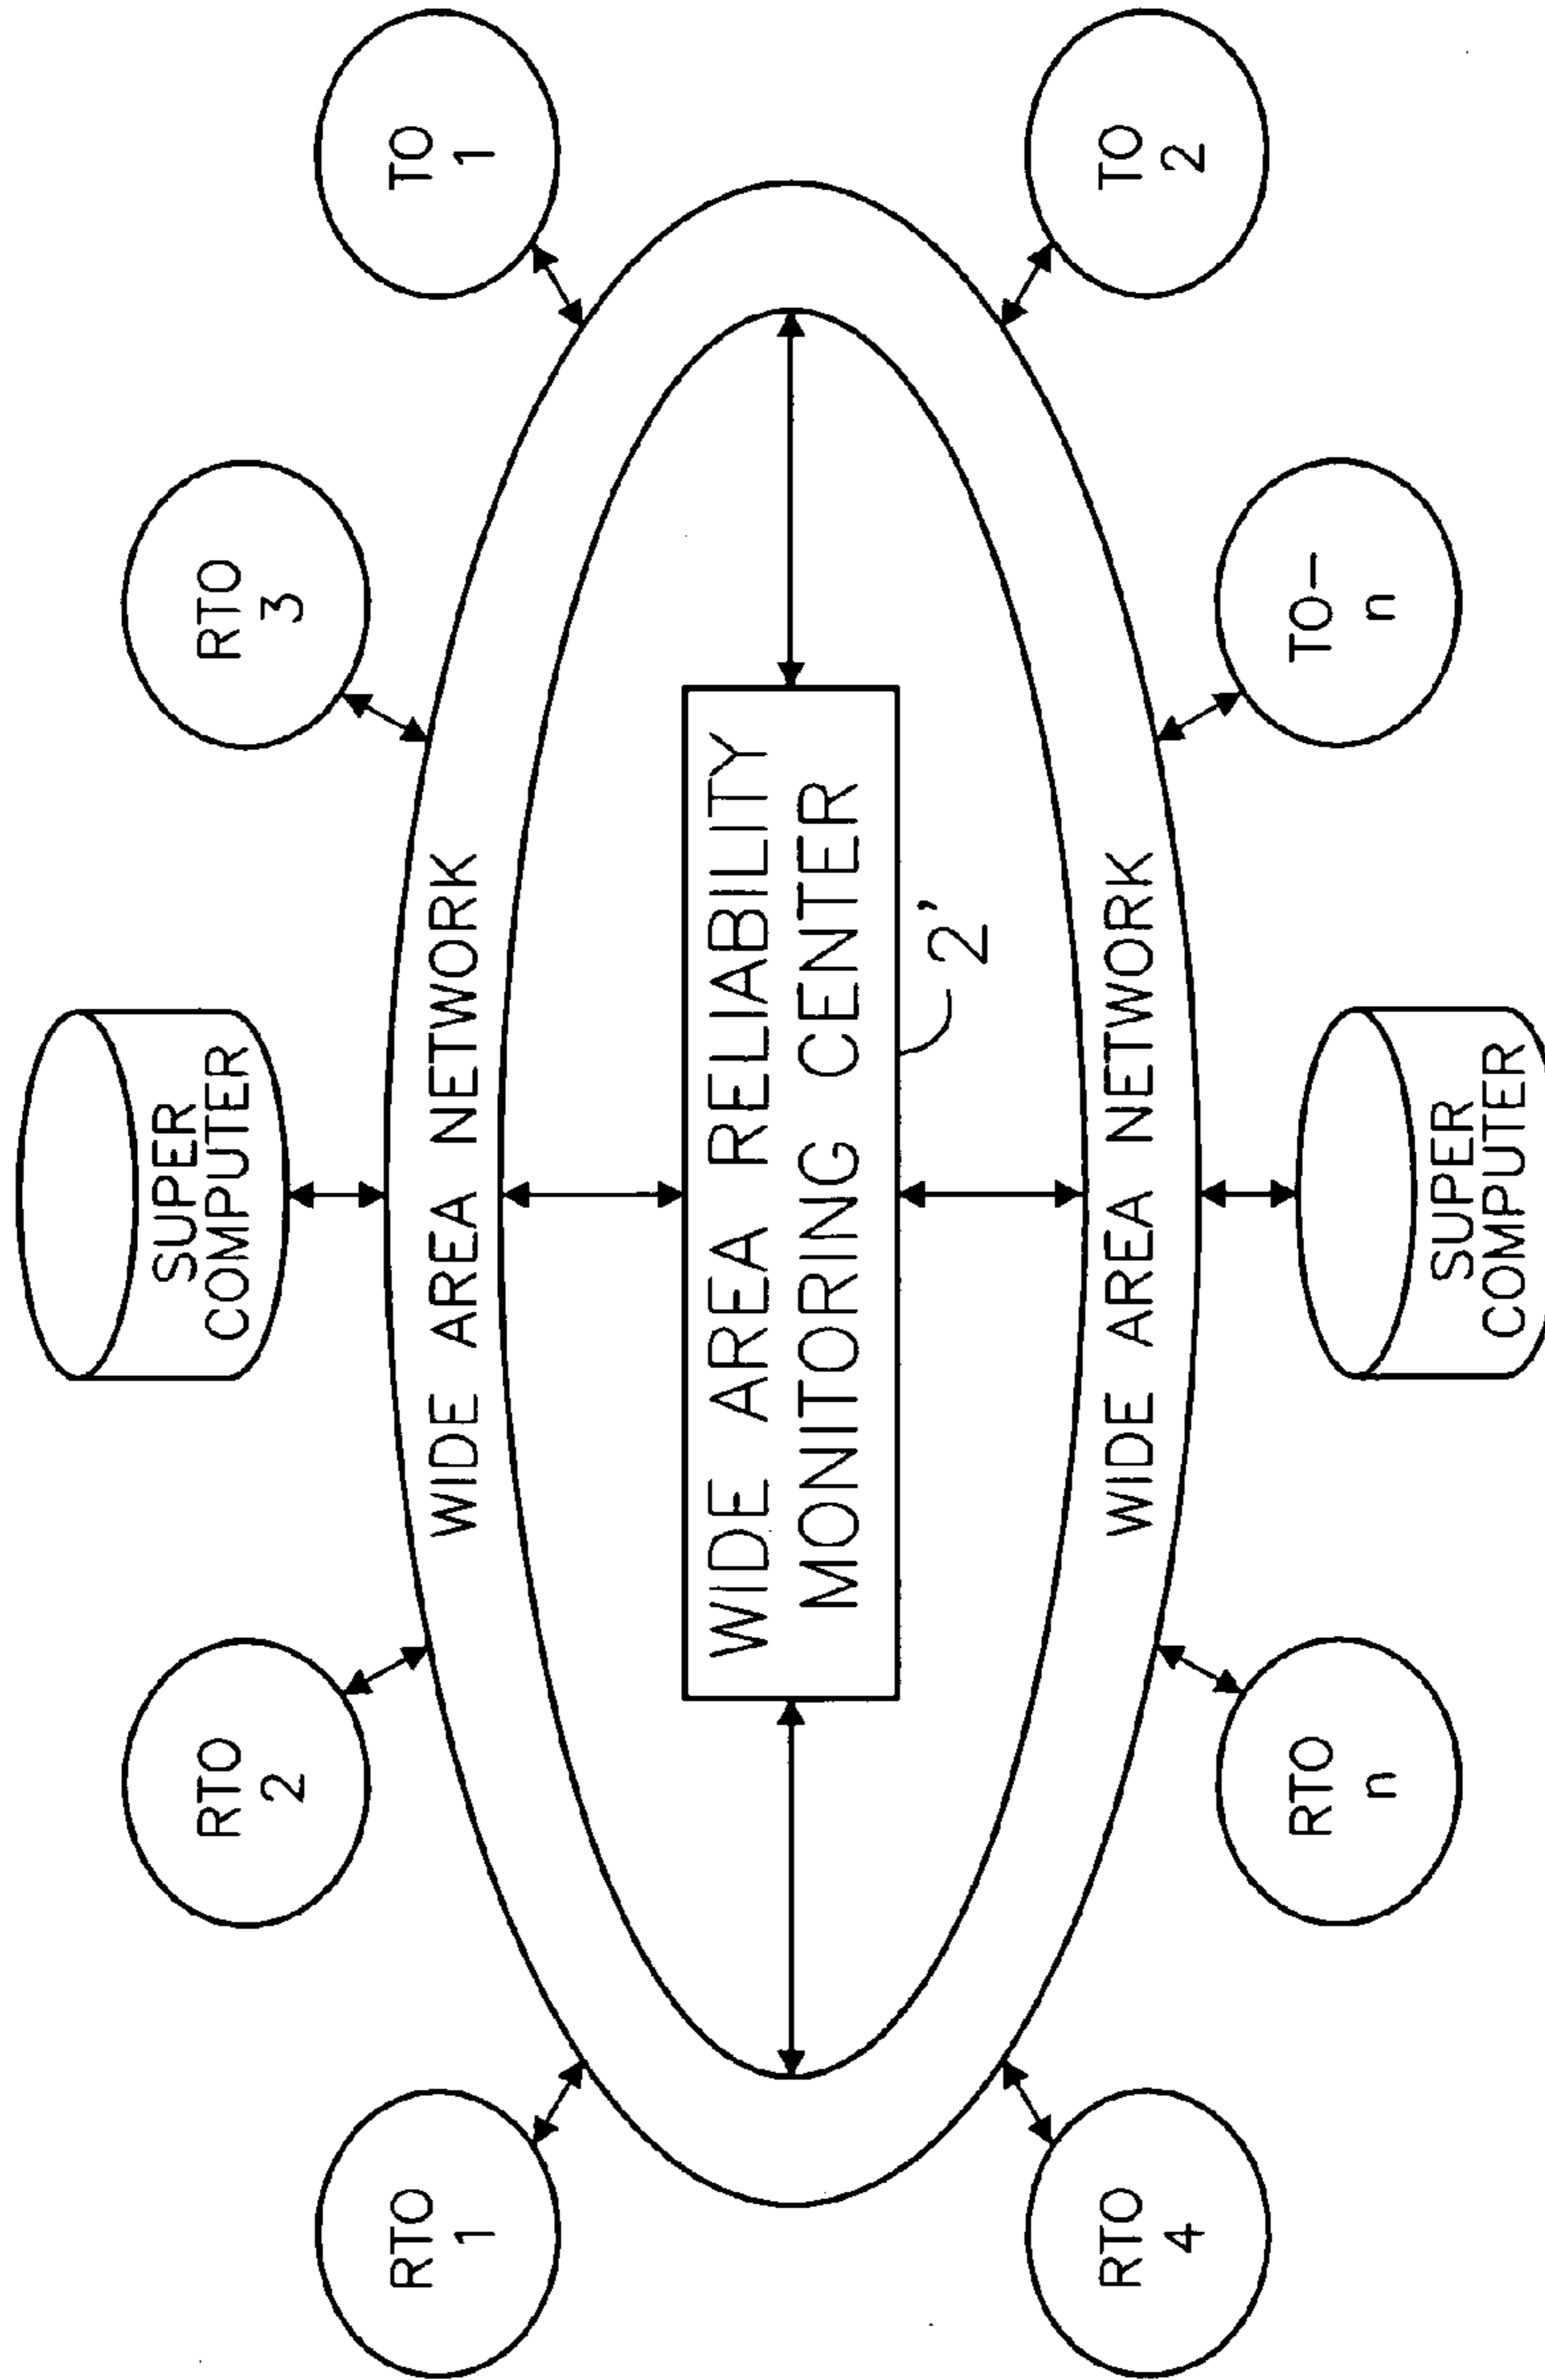 SUPER
COMPUTER
RTO
2
RTO
3
RTO
1
TO
1
WIDE AREA NETWORK
WIDE AREA RELIABILITY
MONITORING CENTER
2'
WIDE AREA NETWORK
RTO
4
TO
2
RTO
n
TO-
n
SUPER
COMPUTER